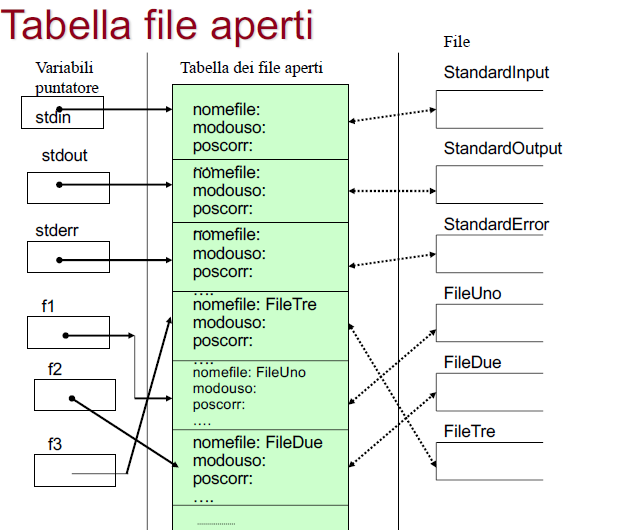 Tabella file aperti
File
Variabili
puntatore
Tabella dei file aperti
StandardInput
stdin
nomefile:
modouso:
poscorr:
....
stdout
StandardOutput
nomefile:
modouso:
poscorr:
....
stderr
StandardError
nomefile:
modouso:
poscorr:
....
f1
FileUno
nomefile: FileTre
modouso:
poscorr:
....
f2
FileDue
nomefile: FileUno
modouso:
poscorr:
....
f3
FileTre
nomefile: FileDue
modouso:
poscorr:
....
....................